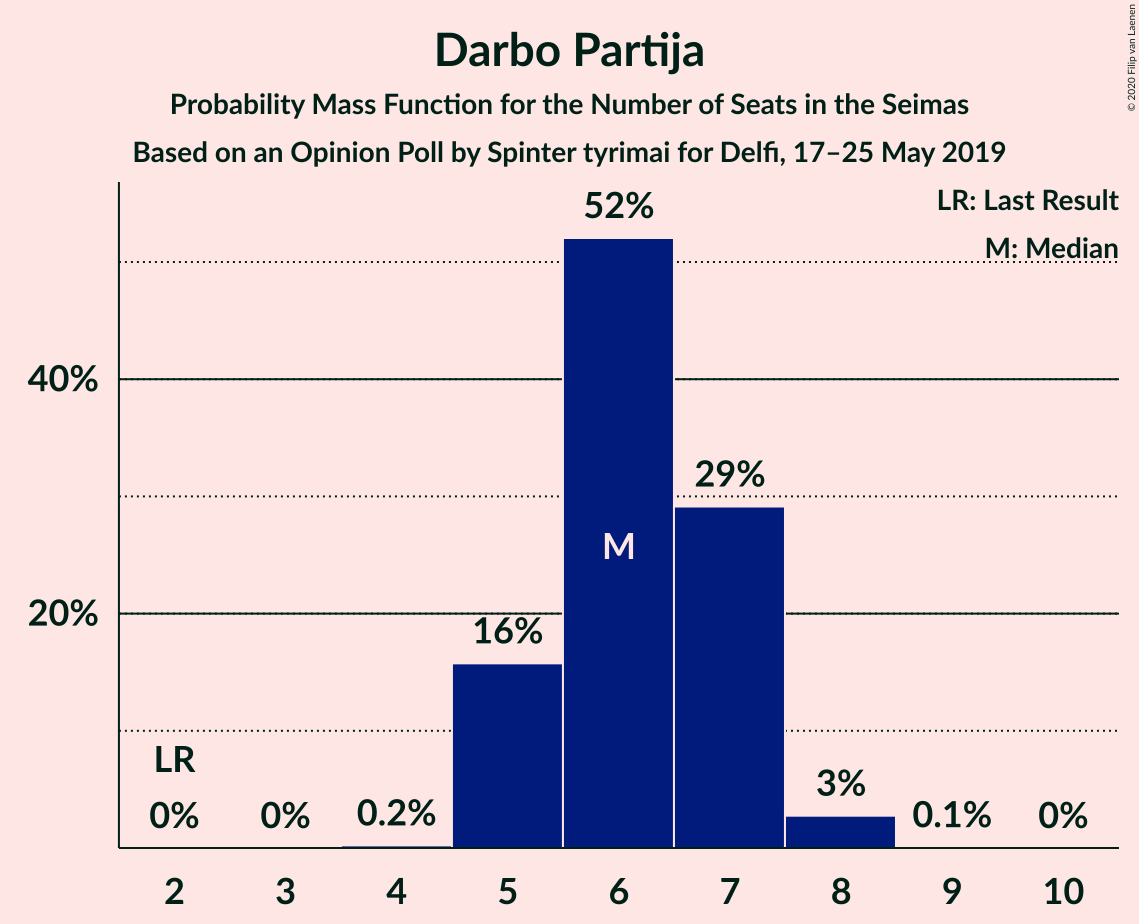 Darbo Partija
Probability Mass Function for the Number of Seats in the Seimas
Based on an Opinion Poll by Spinter tyrimai for Delfi, 17–25 May 2019
© 2020 Filip van Laenen
LR: Last Result
M: Median
52%
40%
29%
M
20%
16%
LR
0%
0%
0.2%
3%
0.1%
0%
2 3 4 5 6 7 8 9 10